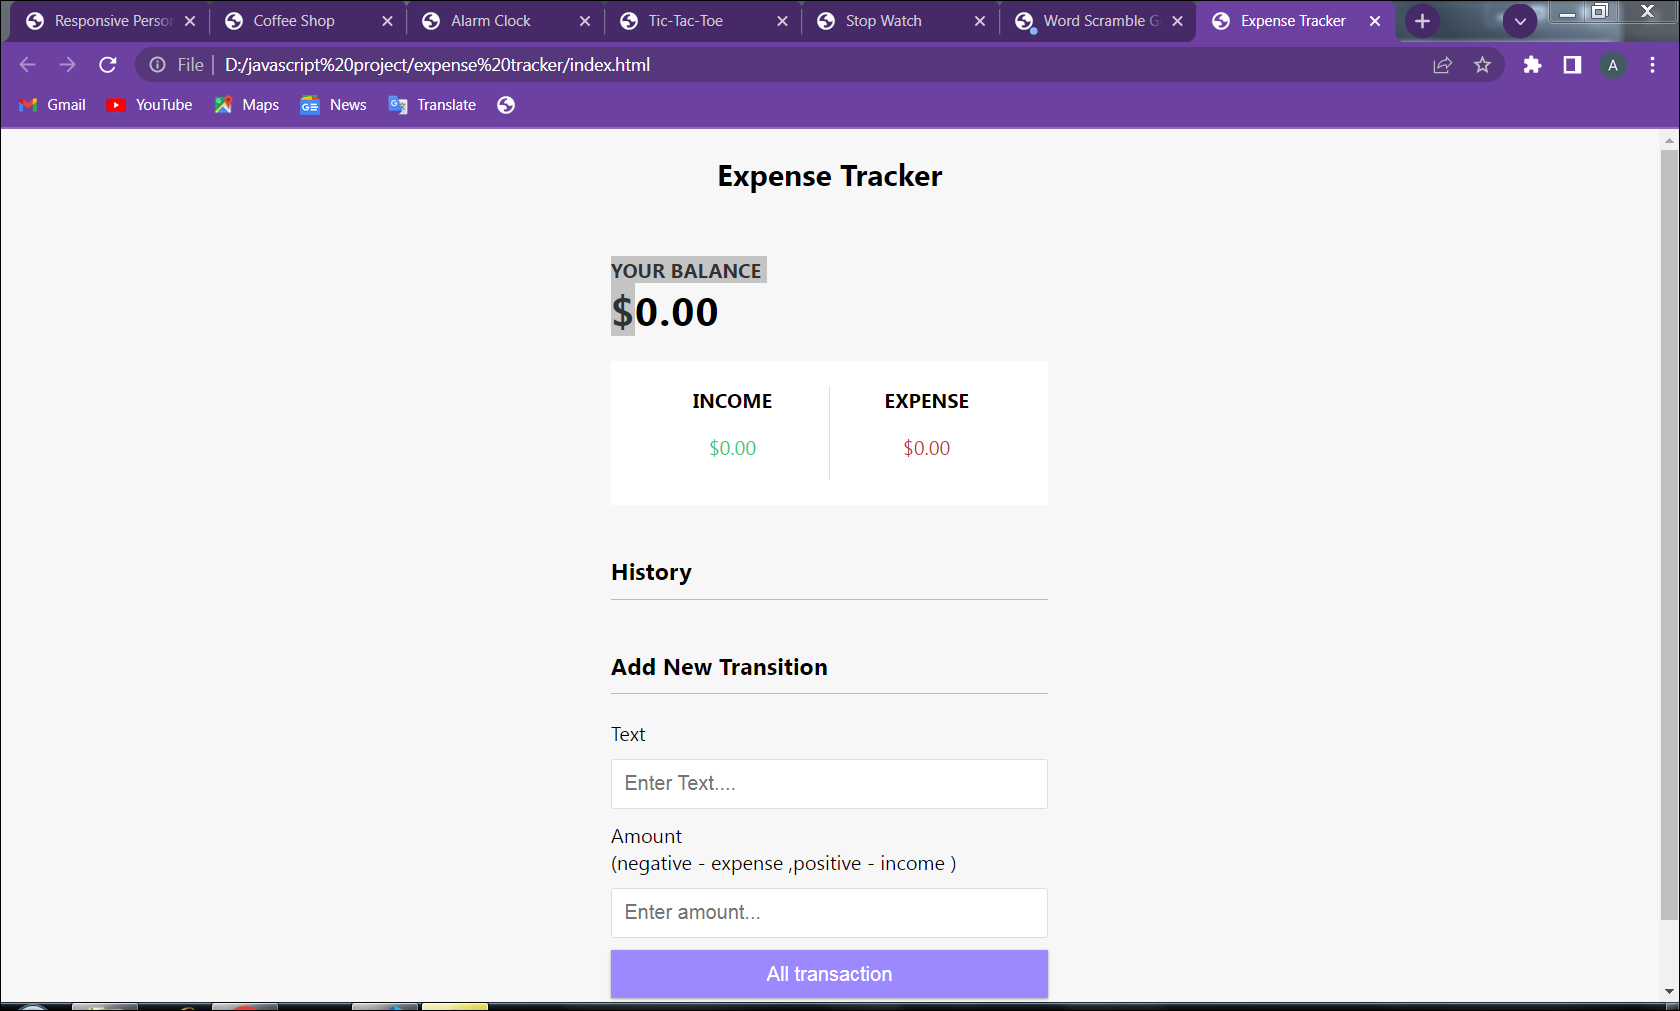 Responsive Person
Coffee Shop
Alarm Clock
Tic-Tac-Toe
Stop Watch
Word Scramble G
Expense Tracker
File
D:/javascript%20project/expense%20tracker/index.html
A
Gmail
YouTube
Maps
News
Translate
Expense Tracker
YOUR BALANCE
$0.00
INCOME
EXPENSE
$0.00
$0.00
History
Add New Transition
Text
Enter Text....
Amount
(negative - expense ,positive - income )
Enter amount...
All transaction